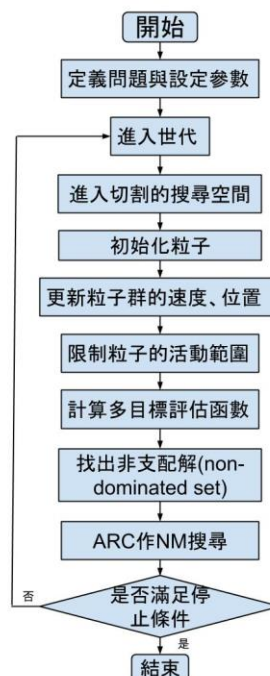 開始
定義問題與設定參數
進入世代
進入切割的搜尋空間
初始化粒子
更新粒子群的速度、位置
限制粒子的活動範圍
計算多目標評估函數
找出非支配解(non-
dominated set)
ARC作NM搜尋
是否滿足停
止條件
否
是
結束